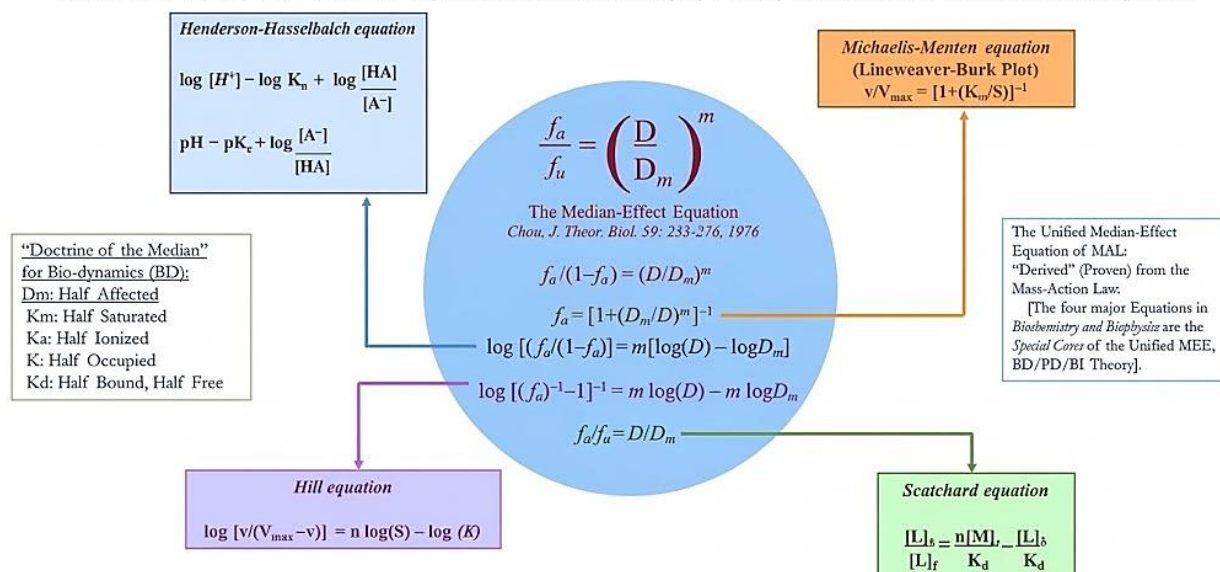 Henderson-Hasselbalch equation
log [H⁺] – log Kₙ + log [HA]/[A⁻]
pH – pK꜀ + log [A⁻]/[HA]
Michaelis-Menten equation
(Lineweaver-Burk Plot)
v/Vmax = [1+(Km/S)]⁻¹
fa/fu = (D/Dm)^m
The Median-Effect Equation
Chou, J. Theor. Biol. 59: 233-276, 1976
fa/(1–fa) = (D/Dm)^m
fa = [1+(Dm/D)^m]⁻¹
log [(fa/(1–fa)] = m[log(D) – logDm]
log [(fa)⁻¹–1]⁻¹ = m log(D) – m logDm
fa/fa = D/Dm
"Doctrine of the Median"
for Bio-dynamics (BD):
Dm: Half Affected
Km: Half Saturated
Ka: Half Ionized
K: Half Occupied
Kd: Half Bound, Half Free
The Unified Median-Effect
Equation of MAL:
"Derived" (Proven) from the
Mass-Action Law.
[The four major Equations in
Biochemistry and Biophysics are the
Special Cores of the Unified MEE,
BD/PD/BI Theory].
Hill equation
log [v/(Vmax–v)] = n log(S) – log (K)
Scatchard equation
[L]/[L]f = n[M]/Kd – [L]/Kd